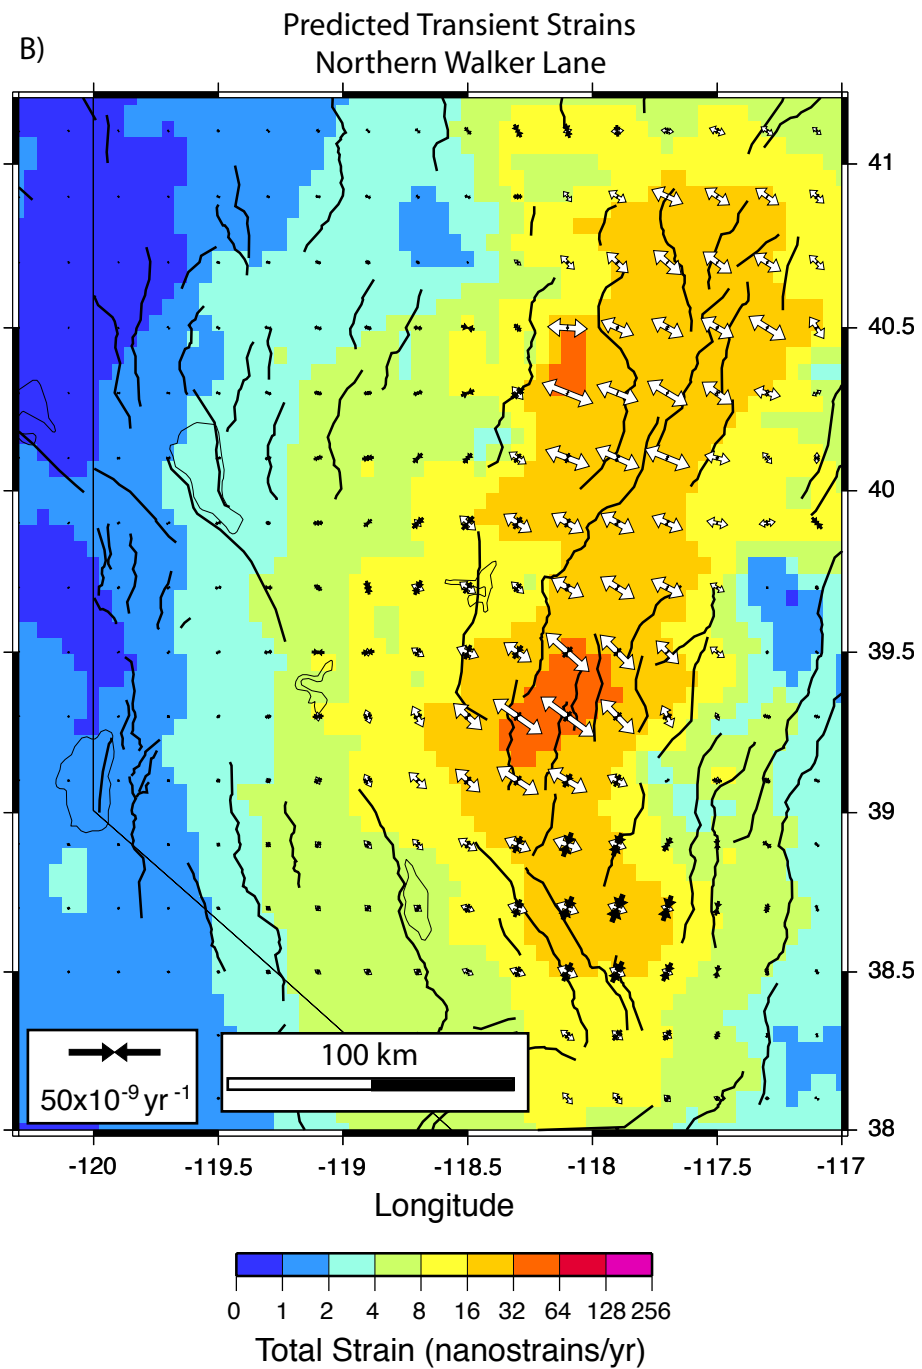 B)
Predicted Transient Strains
Northern Walker Lane
41
40.5
40
39.5
39
38.5
38
50x10-9 yr -1
100 km
-120 -119.5 -119 -118.5 -118 -117.5 -117
Longitude
0 1 2 4 8 16 32 64 128 256
Total Strain (nanostrains/yr)